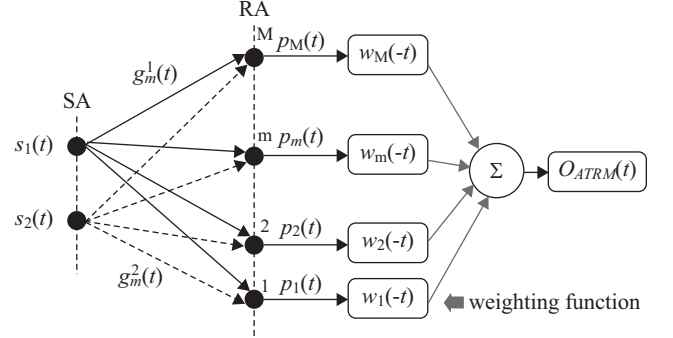 RA
M p_M(t) w_M(-t)
g_m^1(t)
SA
s_1(t)
m p_m(t) w_m(-t)
Σ O_ATRM(t)
s_2(t)
2 p_2(t) w_2(-t)
g_m^2(t)
1 p_1(t) w_1(-t)
weighting function